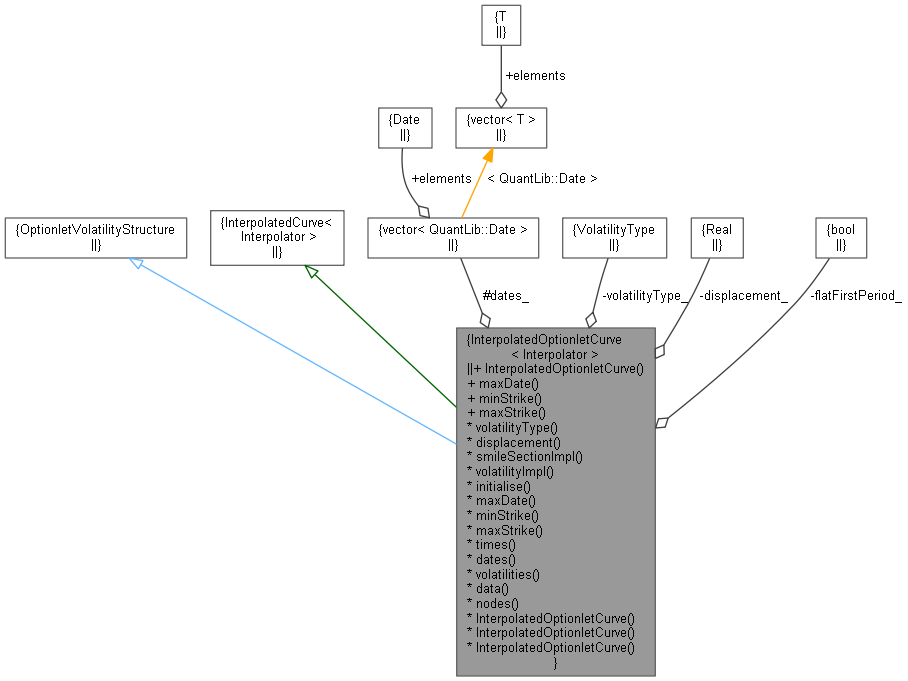 {T
||}
+elements
{Date
||}
{vector< T >
||}
+elements
< QuantLib::Date >
{OptionletVolatilityStructure
||}
{InterpolatedCurve<
Interpolator >
||}
{vector< QuantLib::Date >
||}
{VolatilityType
||}
{Real
||}
{bool
||}
#dates_
-volatilityType_
-displacement_
-flatFirstPeriod_
{InterpolatedOptionletCurve
< Interpolator >
||+ InterpolatedOptionletCurve()
+ maxDate()
+ minStrike()
+ maxStrike()
* volatilityType()
* displacement()
* smileSectionImpl()
* volatilityImpl()
* initialise()
* maxDate()
* minStrike()
* maxStrike()
* times()
* dates()
* volatilities()
* data()
* nodes()
* InterpolatedOptionletCurve()
* InterpolatedOptionletCurve()
* InterpolatedOptionletCurve()
}